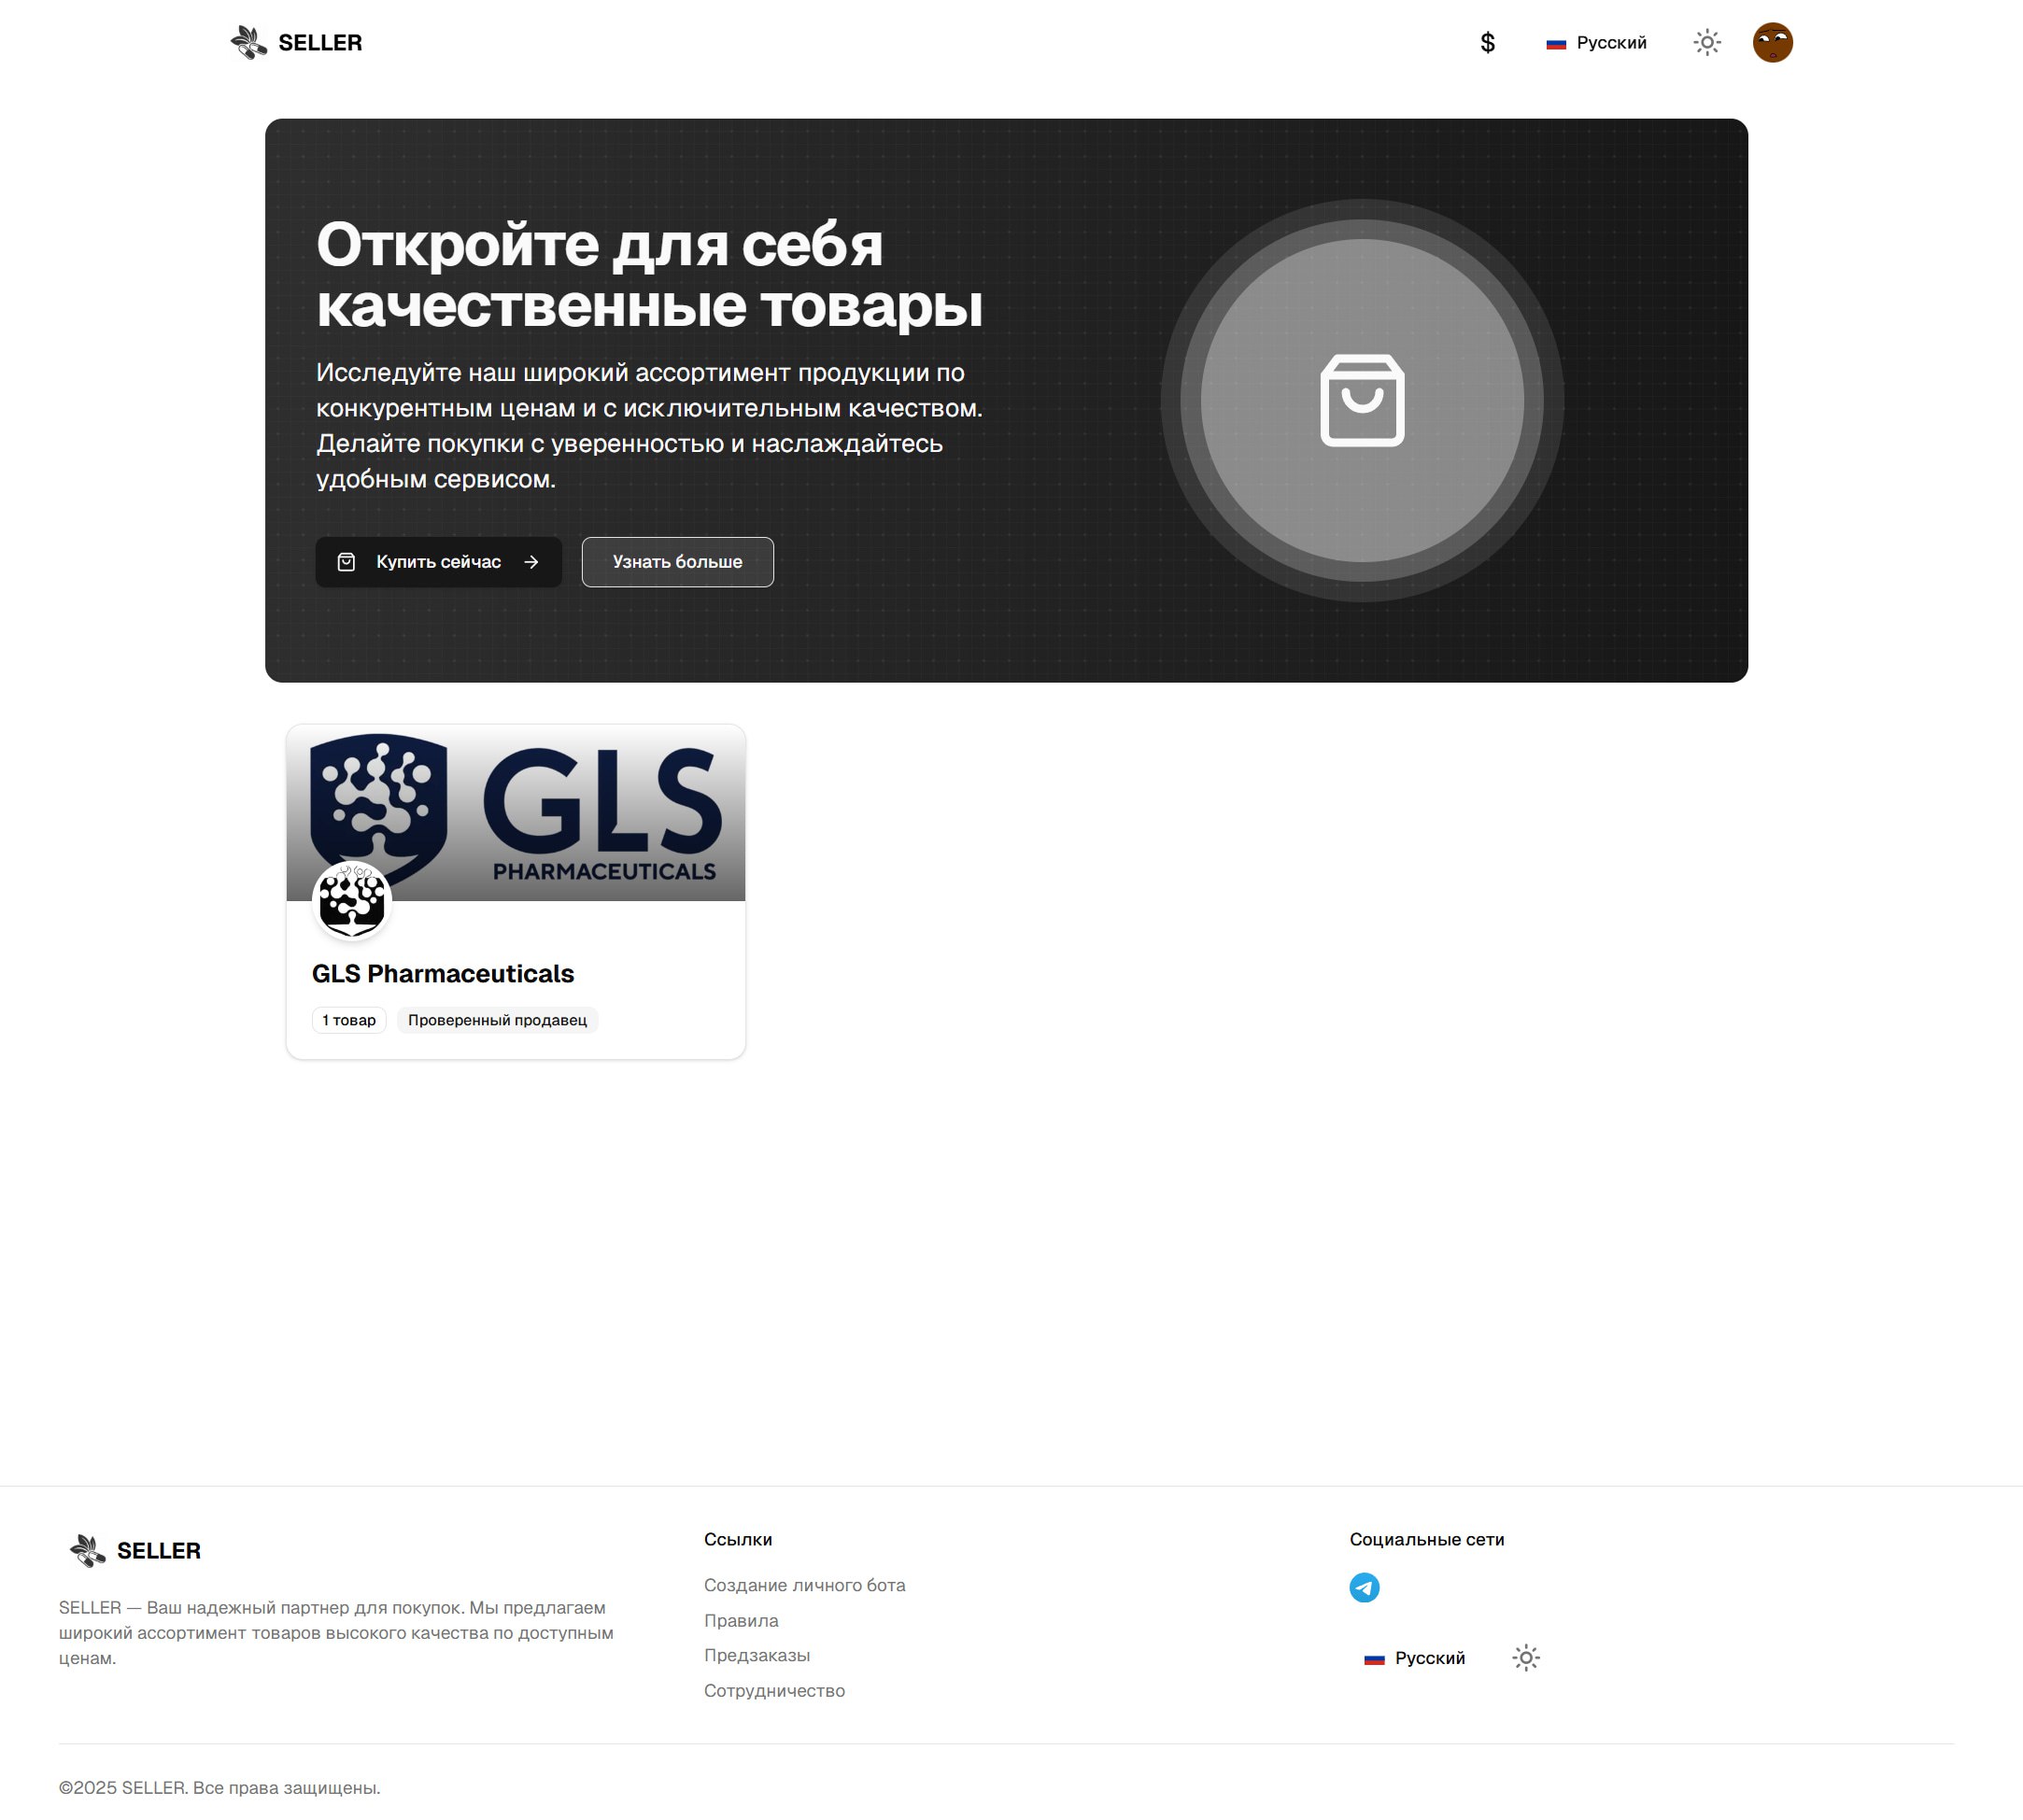 SELLER
$
Русский
Откройте для себя
качественные товары
Исследуйте наш широкий ассортимент продукции по
конкурентным ценам и с исключительным качеством.
Делайте покупки с уверенностью и наслаждайтесь
удобным сервисом.
Купить сейчас
Узнать больше
GLS
PHARMACEUTICALS
GLS Pharmaceuticals
1 товар
Проверенный продавец
SELLER
SELLER — Ваш надежный партнер для покупок. Мы предлагаем
широкий ассортимент товаров высокого качества по доступным
ценам.
Ссылки
Создание личного бота
Правила
Предзаказы
Сотрудничество
Социальные сети
Русский
©2025 SELLER. Все права защищены.